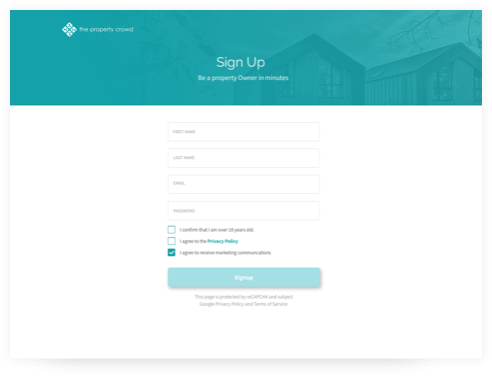 the property crowd
Sign Up
Be a property Owner in minutes
FIRST NAME
LAST NAME
EMAIL
PASSWORD
I confirm that I am over 18 years old.
I agree to the Privacy Policy
I agree to receive marketing communcations
Signup
This page is protected by reCAPTCHA and subject
Google Privacy Policy and Terms of Service